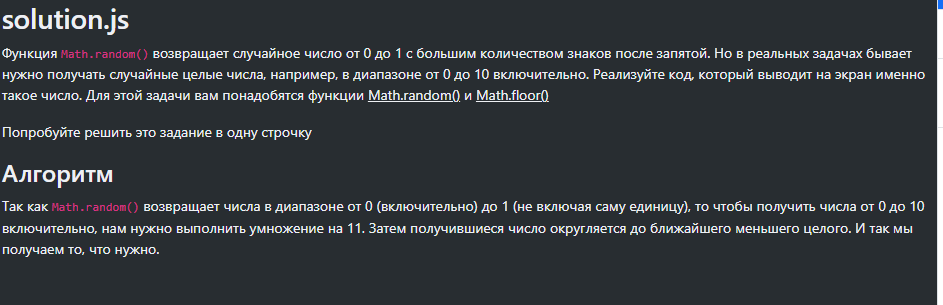 solution.js
Функция Math.random() возвращает случайное число от 0 до 1 с большим количеством знаков после запятой. Но в реальных задачах бывает
нужно получать случайные целые числа, например, в диапазоне от 0 до 10 включительно. Реализуйте код, который выводит на экран именно
такое число. Для этой задачи вам понадобятся функции Math.random() и Math.floor()
Попробуйте решить это задание в одну строчку
Алгоритм
Так как Math.random() возвращает числа в диапазоне от 0 (включительно) до 1 (не включая саму единицу), то чтобы получить числа от 0 до 10
включительно, нам нужно выполнить умножение на 11. Затем получившиеся число округляется до ближайшего меньшего целого. И так мы
получаем то, что нужно.